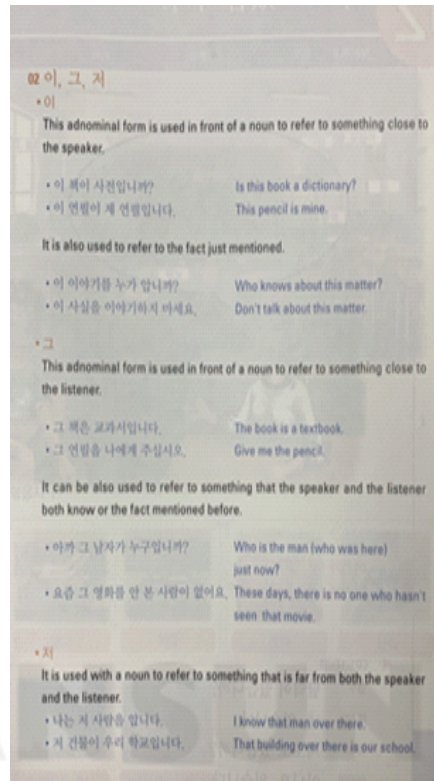 02 이, 그, 저
• 이
This adnominal form is used in front of a noun to refer to something close to
the speaker.
• 이 책이 사전입니까? Is this book a dictionary?
• 이 연필이 제 연필입니다. This pencil is mine.
It is also used to refer to the fact just mentioned.
• 이 이야기를 누가 압니까? Who knows about this matter?
• 이 사실을 이야기하지 마세요. Don't talk about this matter.
• 그
This adnominal form is used in front of a noun to refer to something close to
the listener.
• 그 책은 교과서입니다. The book is a textbook.
• 그 연필을 나에게 주십시오. Give me the pencil.
It can be also used to refer to something that the speaker and the listener
both know or the fact mentioned before.
• 아까 그 남자가 누구입니까? Who is the man (who was here)
just now?
• 요즘 그 영화를 안 본 사람이 없어요. These days, there is no one who hasn't
seen that movie.
• 저
It is used with a noun to refer to something that is far from both the speaker
and the listener.
• 나는 저 사람을 압니다. I know that man over there.
• 저 건물이 우리 학교입니다. That building over there is our school.